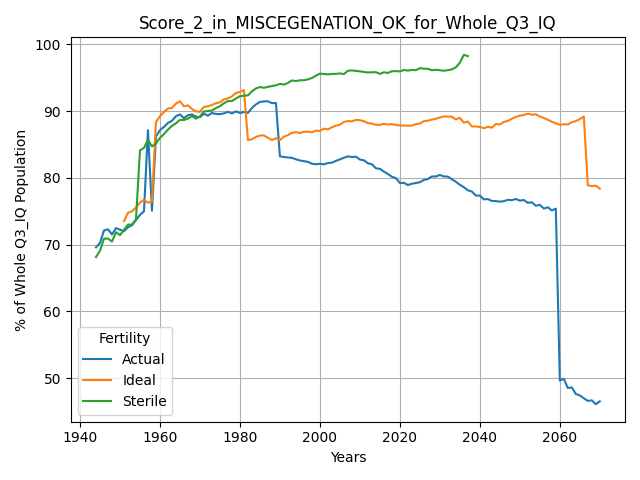 Score_2_in_MISCEGENATION_OK_for_Whole_Q3_IQ
% of Whole Q3_IQ Population
100
90
80
70
60
50
Fertility
Actual
Ideal
Sterile
1940
1960
1980
2000
2020
2040
2060
Years